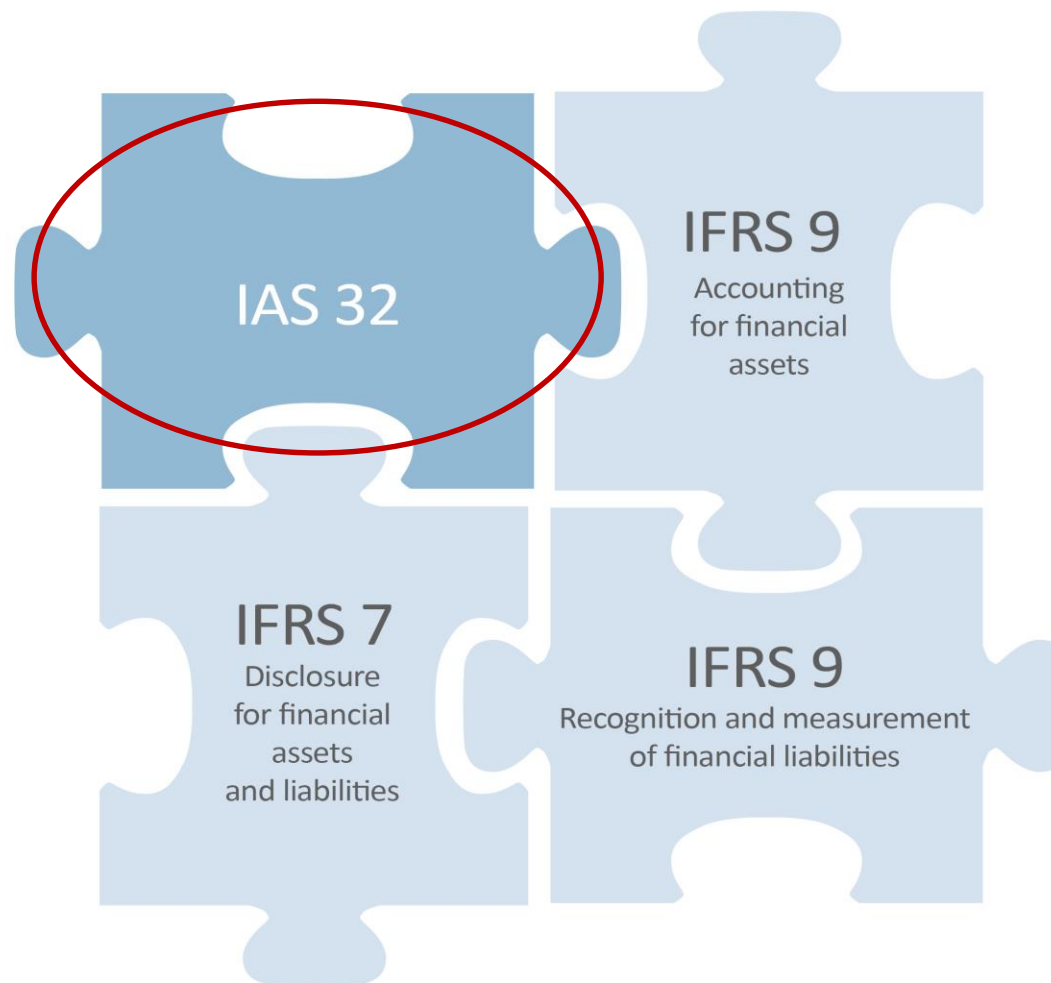 IAS 32
IFRS 9
Accounting
for financial
assets
IFRS 7
Disclosure
for financial
assets
and liabilities
IFRS 9
Recognition and measurement
of financial liabilities